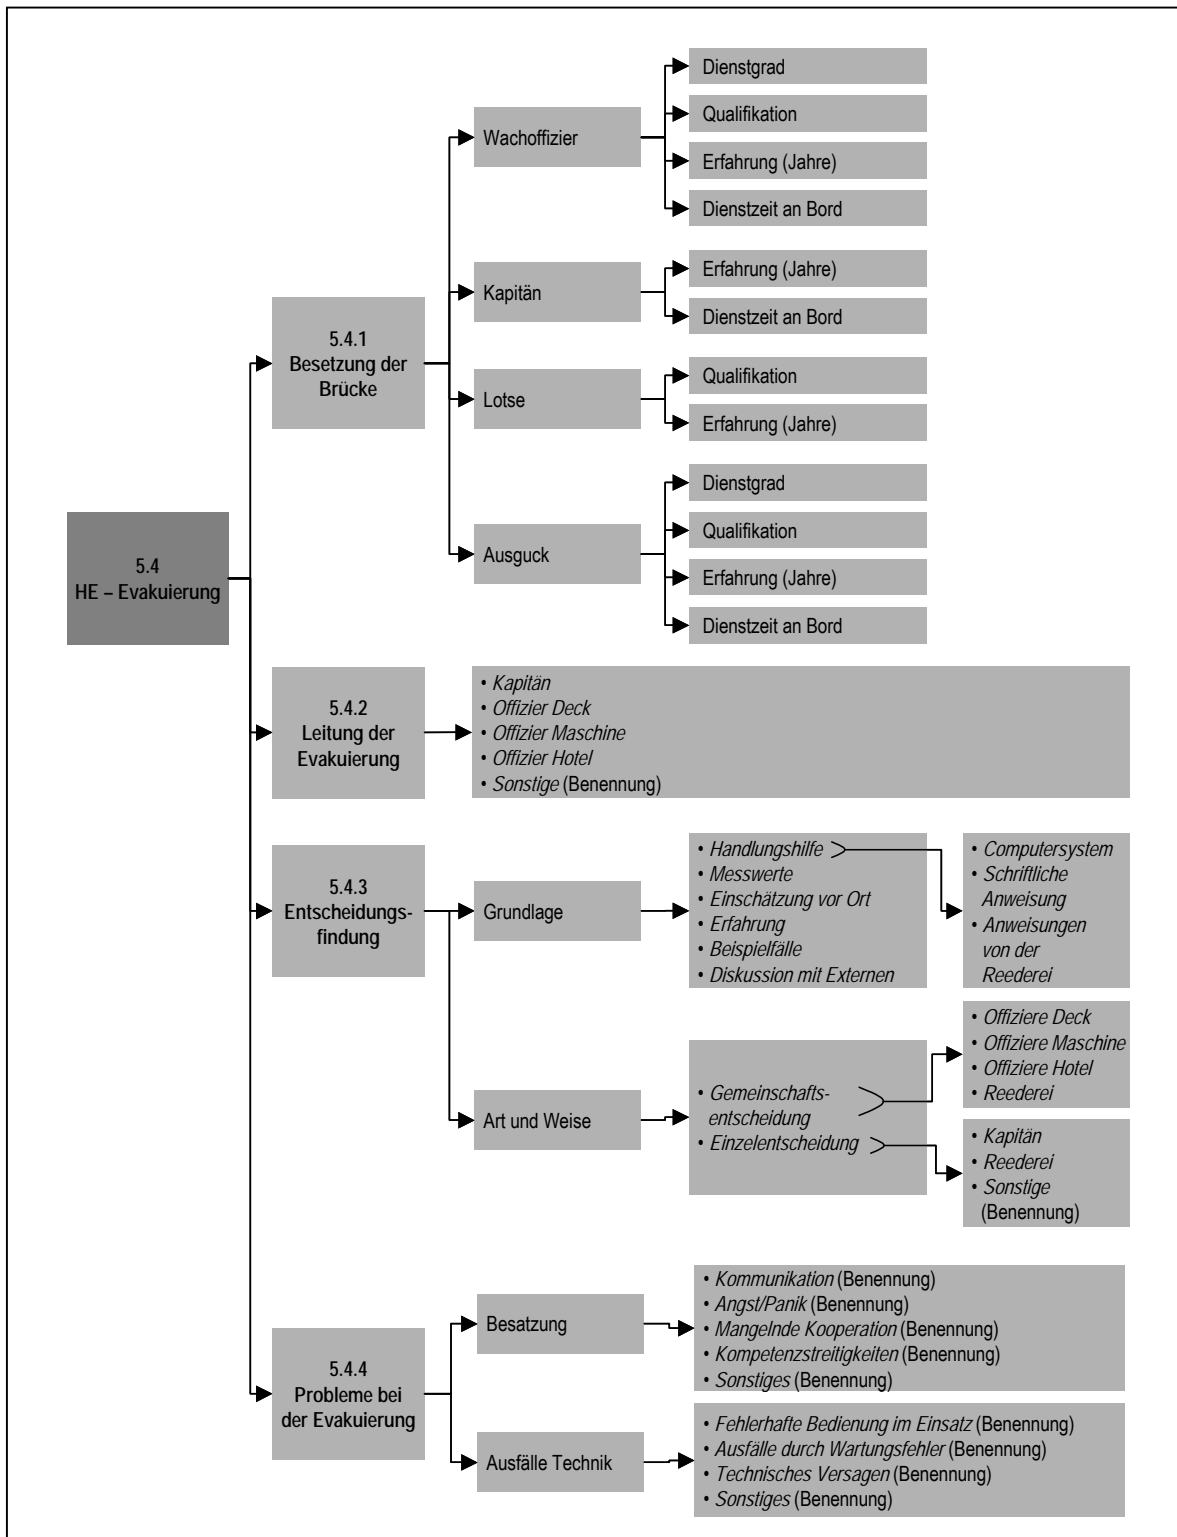 5.4
HE – Evakuierung
5.4.1
Besetzung der
Brücke
Wachoffizier
Dienstgrad
Qualifikation
Erfahrung (Jahre)
Dienstzeit an Bord
Kapitän
Erfahrung (Jahre)
Dienstzeit an Bord
Lotse
Qualifikation
Erfahrung (Jahre)
Ausguck
Dienstgrad
Qualifikation
Erfahrung (Jahre)
Dienstzeit an Bord
5.4.2
Leitung der
Evakuierung
• Kapitän
• Offizier Deck
• Offizier Maschine
• Offizier Hotel
• Sonstige (Benennung)
5.4.3
Entscheidungs-
findung
Grundlage
• Handlungshilfe
• Messwerte
• Einschätzung vor Ort
• Erfahrung
• Beispielfälle
• Diskussion mit Externen
• Computersystem
• Schriftliche
Anweisung
• Anweisungen
von der
Reederei
Art und Weise
• Gemeinschafts-
entscheidung
• Einzelentscheidung
• Offiziere Deck
• Offiziere Maschine
• Offiziere Hotel
• Reederei
• Kapitän
• Reederei
• Sonstige
(Benennung)
5.4.4
Probleme bei
der Evakuierung
Besatzung
• Kommunikation (Benennung)
• Angst/Panik (Benennung)
• Mangelnde Kooperation (Benennung)
• Kompetenzstreitigkeiten (Benennung)
• Sonstiges (Benennung)
Ausfälle Technik
• Fehlerhafte Bedienung im Einsatz (Benennung)
• Ausfälle durch Wartungsfehler (Benennung)
• Technisches Versagen (Benennung)
• Sonstiges (Benennung)